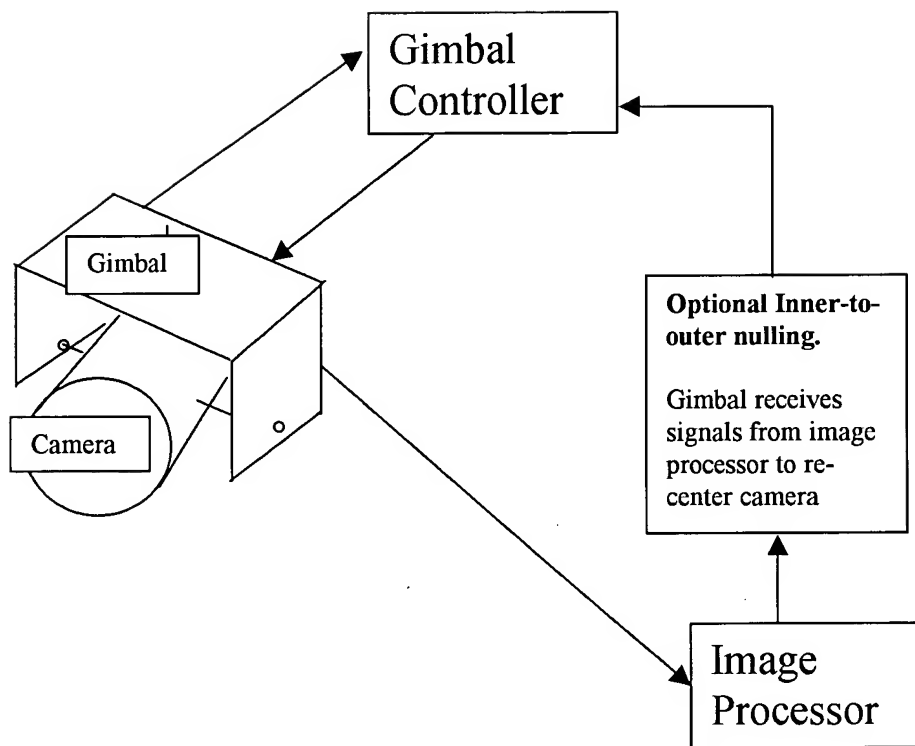 Gimbal
Controller
Gimbal
Camera
Optional Inner-to-
outer nulling.
Gimbal receives
signals from image
processor to re-
center camera
Image
Processor